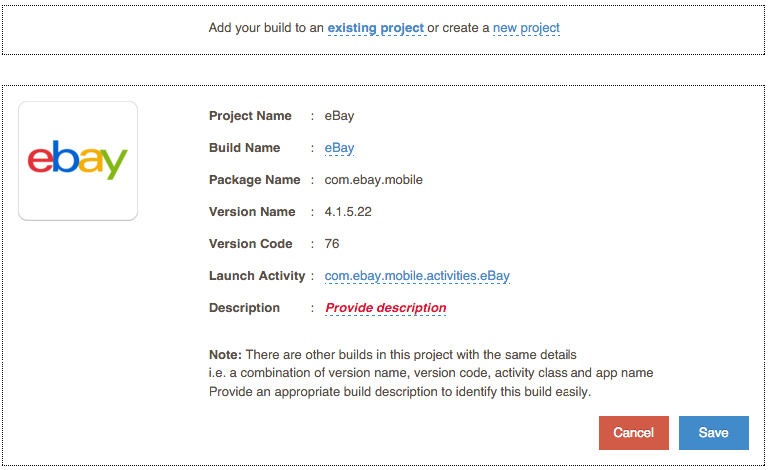 Add your build to an existing project or create a new project
ebay
Project Name : eBay
Build Name : eBay
Package Name : com.ebay.mobile
Version Name : 4.1.5.22
Version Code : 76
Launch Activity : com.ebay.mobile.activities.eBay
Description : Provide description
Note: There are other builds in this project with the same details
i.e. a combination of version name, version code, activity class and app name
Provide an appropriate build description to identify this build easily.
Cancel Save